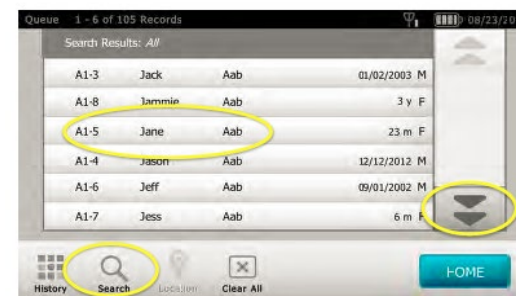 Queue 1 - 6 of 105 Records 08/23/20
Search Results: All
A1-3 Jack Aab 01/02/2003 M
A1-8 Jammie Aab 3 y F
A1-5 Jane Aab 23 m F
A1-4 Jason Aab 12/12/2012 M
A1-6 Jeff Aab 09/01/2002 M
A1-7 Jess Aab 6 m F
History Search Location Clear All HOME